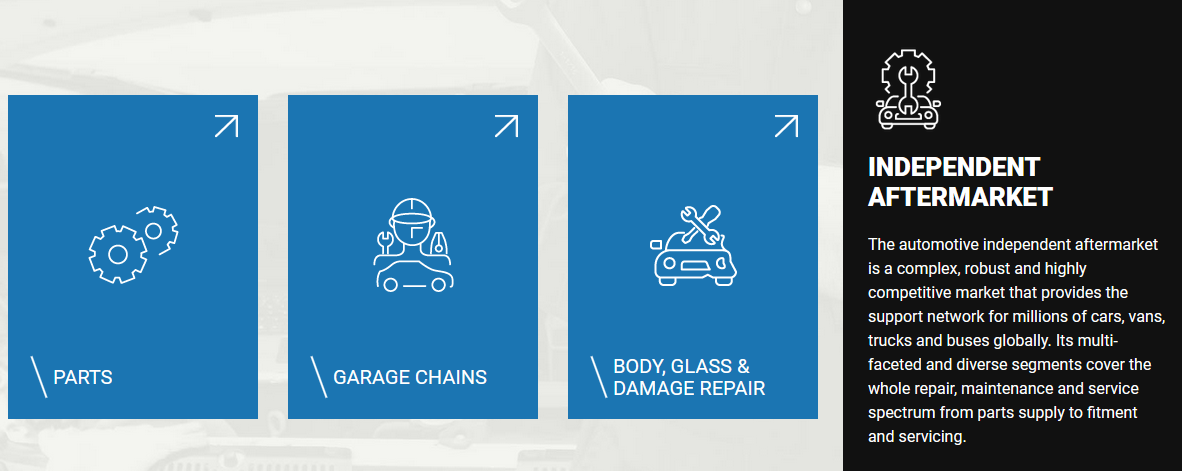 PARTS
GARAGE CHAINS
BODY, GLASS &
DAMAGE REPAIR
INDEPENDENT
AFTERMARKET
The automotive independent aftermarket
is a complex, robust and highly
competitive market that provides the
support network for millions of cars, vans,
trucks and buses globally. Its multi-
faceted and diverse segments cover the
whole repair, maintenance and service
spectrum from parts supply to fitment
and servicing.